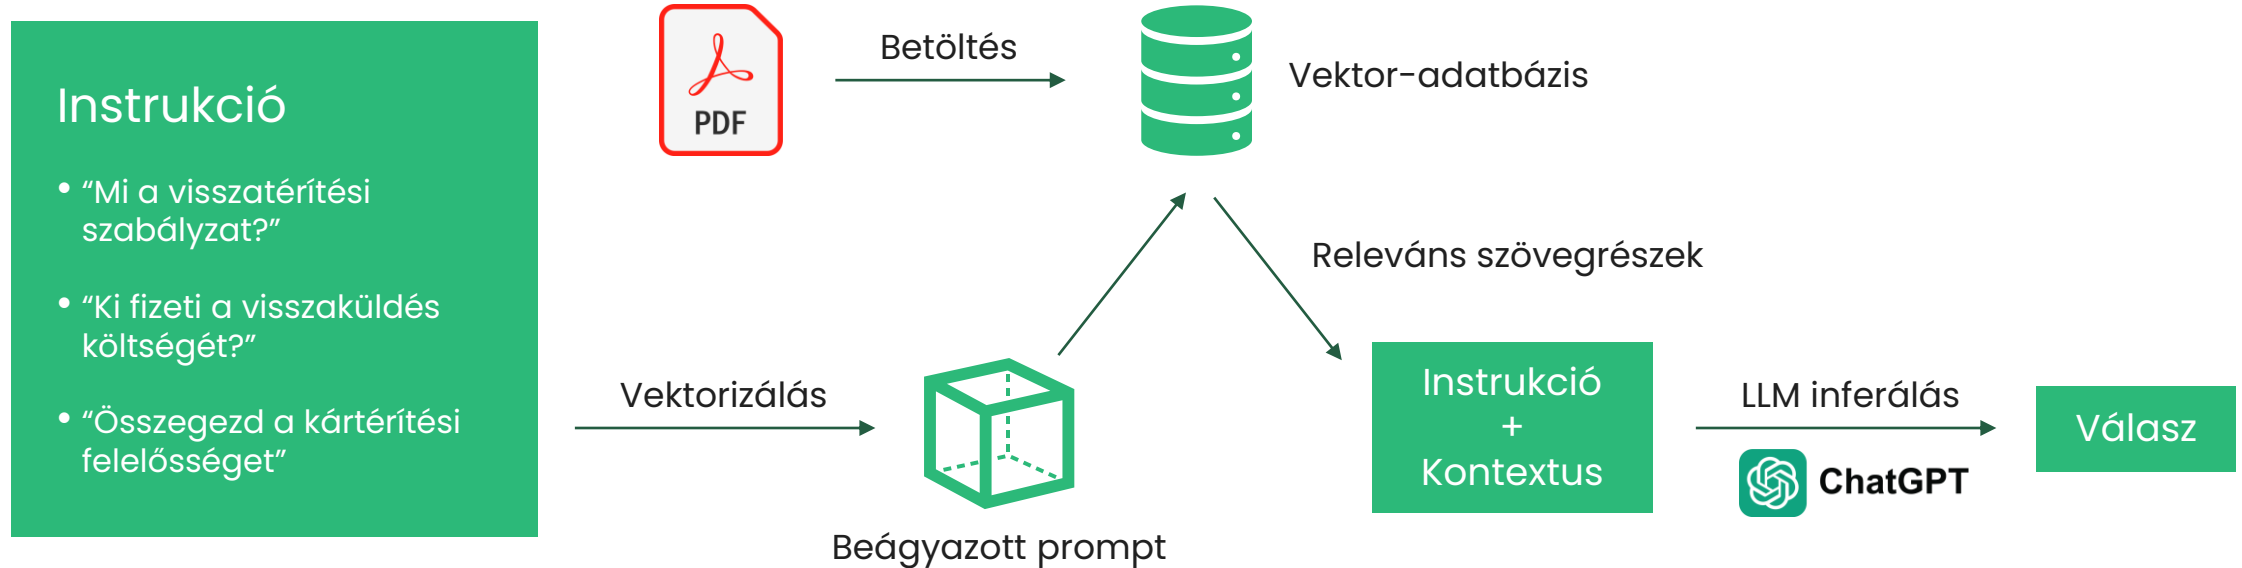 Instrukció
• “Mi a visszatérítési
szabályzat?”
• “Ki fizeti a visszaküldés
költségét?”
• “Összegezd a kártérítési
felelősséget”
PDF
Betöltés
Vektor-adatbázis
Releváns szövegrészek
Vektorizálás
Beágyazott prompt
Instrukció
+
Kontextus
LLM inferálás
ChatGPT
Válasz